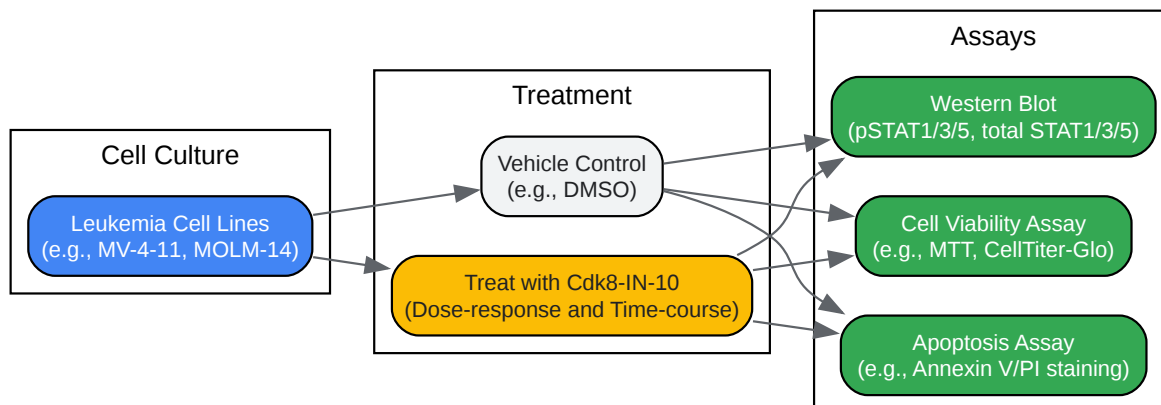 Cell Culture
Leukemia Cell Lines
(e.g., MV-4-11, MOLM-14)
Treatment
Vehicle Control
(e.g., DMSO)
Treat with Cdk8-IN-10
(Dose-response and Time-course)
Assays
Western Blot
(pSTAT1/3/5, total STAT1/3/5)
Cell Viability Assay
(e.g., MTT, CellTiter-Glo)
Apoptosis Assay
(e.g., Annexin V/PI staining)